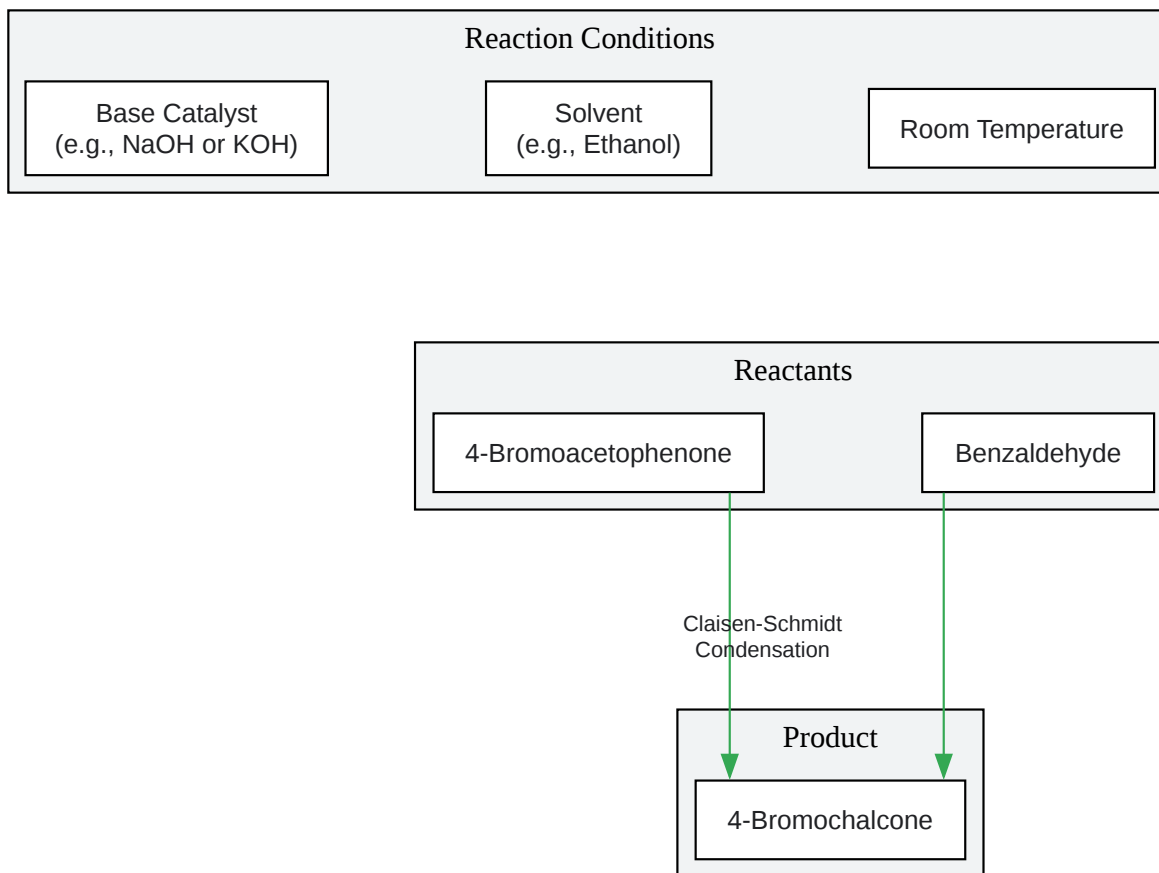 Reaction Conditions
Base Catalyst
(e.g., NaOH or KOH)
Solvent
(e.g., Ethanol)
Room Temperature
Reactants
4-Bromoacetophenone
Benzaldehyde
Claisen-Schmidt
Condensation
Product
4-Bromochalcone